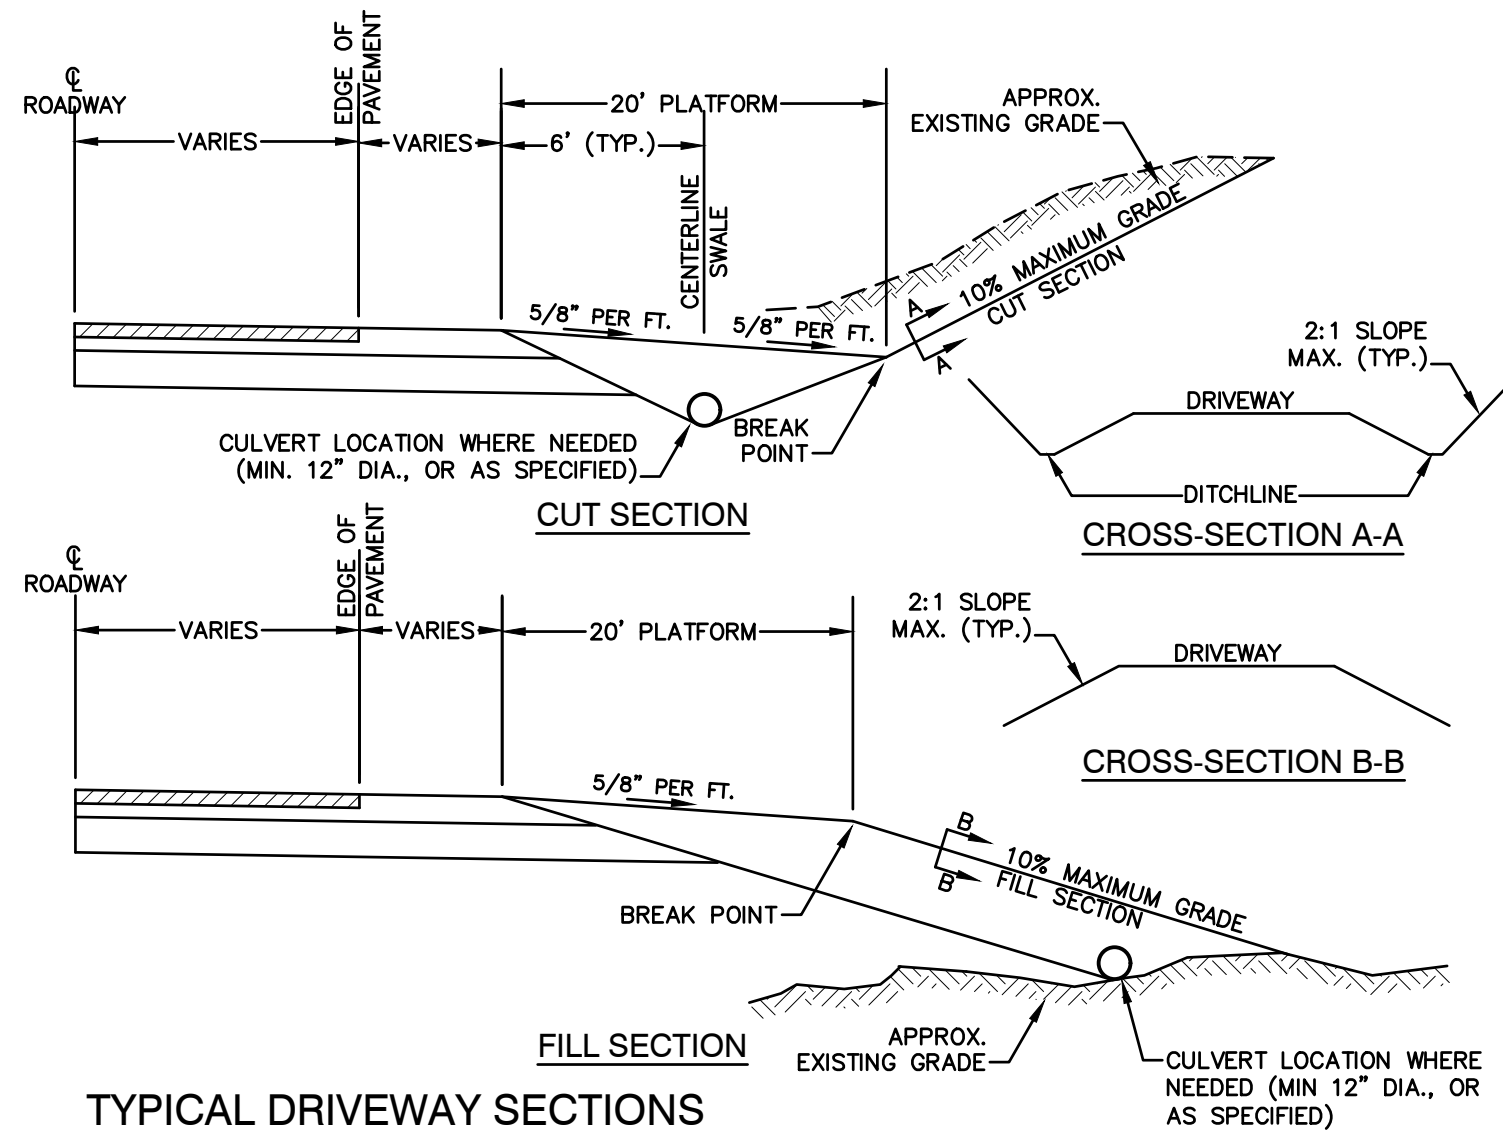 ℄
ROADWAY
EDGE OF
PAVEMENT
VARIES
VARIES
20' PLATFORM
6' (TYP.)
CENTERLINE
SWALE
APPROX.
EXISTING GRADE
5/8" PER FT.
5/8" PER FT.
A
A
10% MAXIMUM GRADE
CUT SECTION
2:1 SLOPE
MAX. (TYP.)
DRIVEWAY
DITCHLINE
CROSS-SECTION A-A
CULVERT LOCATION WHERE NEEDED
(MIN. 12" DIA., OR AS SPECIFIED)
BREAK
POINT
CUT SECTION
℄
ROADWAY
EDGE OF
PAVEMENT
VARIES
VARIES
20' PLATFORM
2:1 SLOPE
MAX. (TYP.)
DRIVEWAY
CROSS-SECTION B-B
5/8" PER FT.
B
B
10% MAXIMUM GRADE
FILL SECTION
BREAK POINT
FILL SECTION
APPROX.
EXISTING GRADE
CULVERT LOCATION WHERE
NEEDED (MIN 12" DIA., OR
AS SPECIFIED)
TYPICAL DRIVEWAY SECTIONS